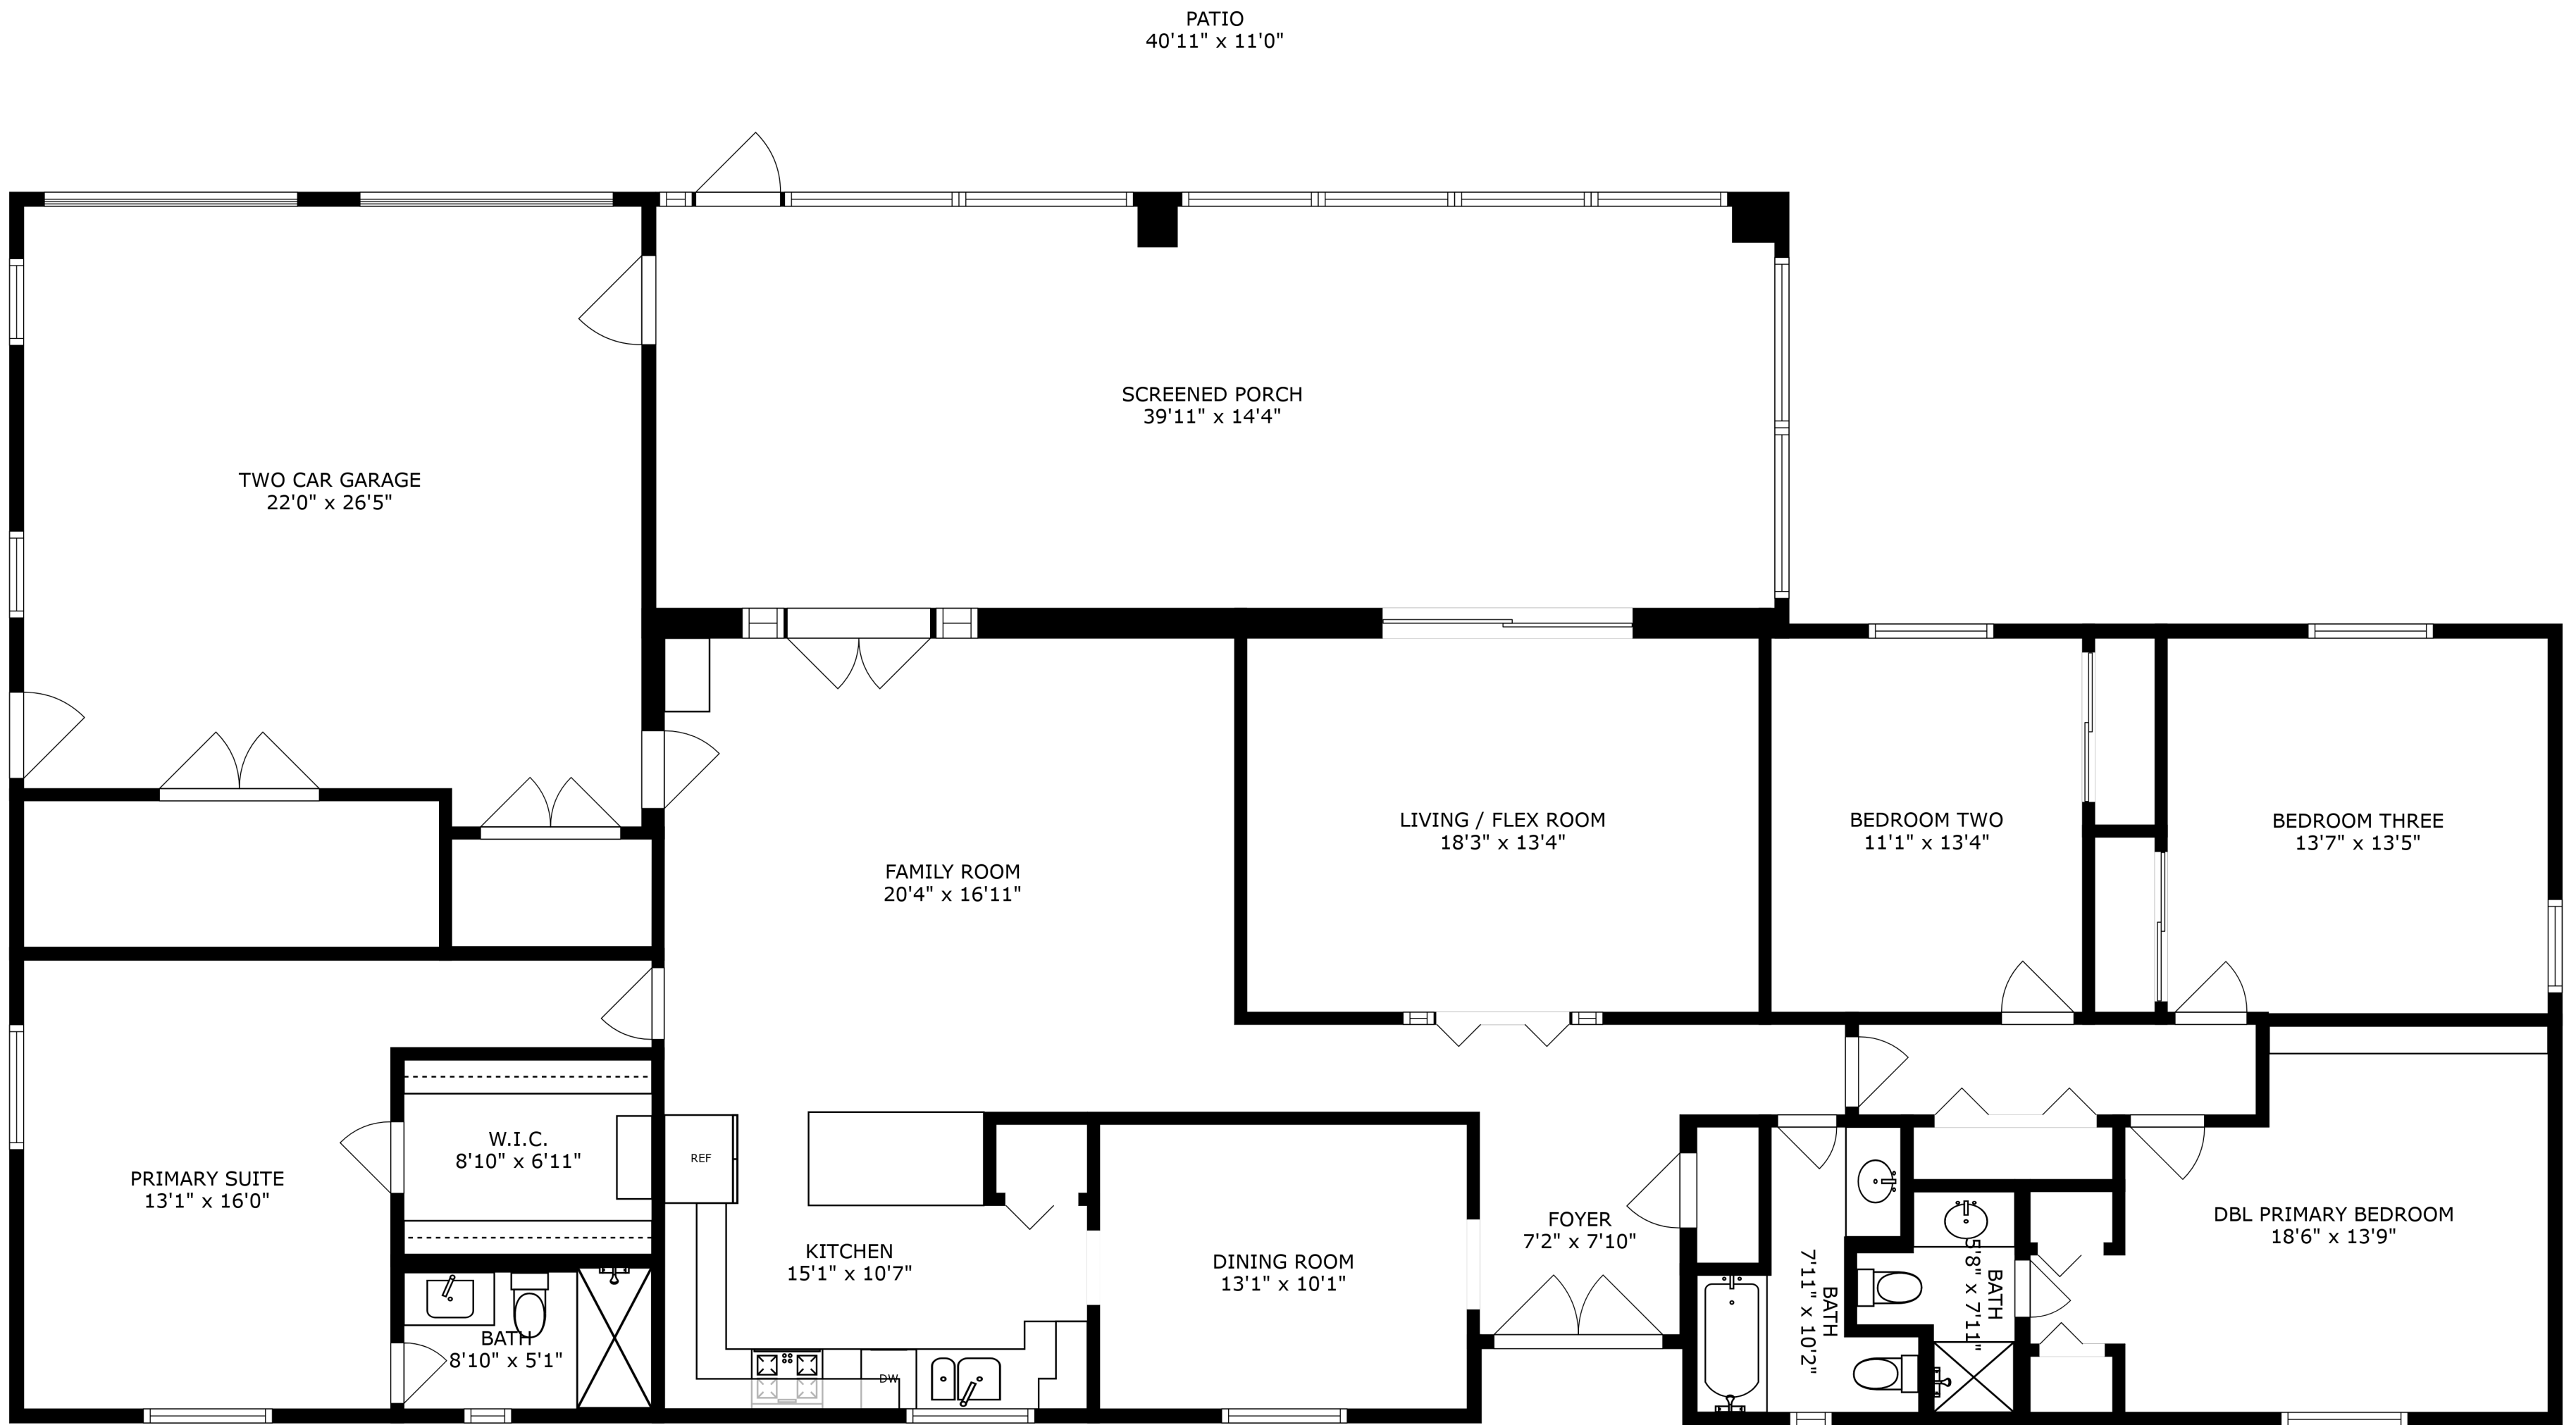 PATIO
40'11" x 11'0"
SCREENED PORCH
39'11" x 14'4"
TWO CAR GARAGE
22'0" x 26'5"
LIVING / FLEX ROOM
18'3" x 13'4"
BEDROOM TWO
11'1" x 13'4"
BEDROOM THREE
13'7" x 13'5"
FAMILY ROOM
20'4" x 16'11"
W.I.C.
8'10" x 6'11"
REF
PRIMARY SUITE
13'1" x 16'0"
KITCHEN
15'1" x 10'7"
DINING ROOM
13'1" x 10'1"
FOYER
7'2" x 7'10"
DBL PRIMARY BEDROOM
18'6" x 13'9"
BATH
8'10" x 5'1"
DW
BATH
7'11" x 10'2"
BATH
5'8" x 7'11"